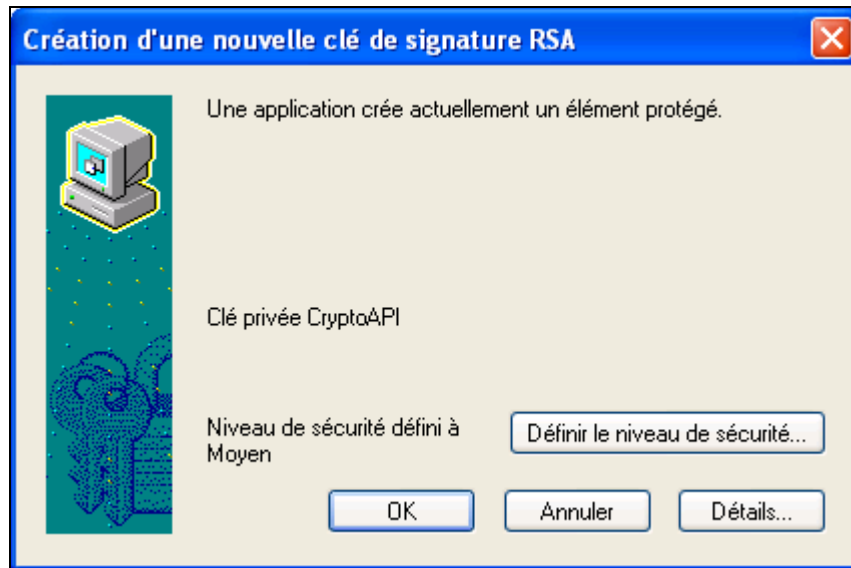 Création d'une nouvelle clé de signature RSA
Une application crée actuellement un élément protégé.
Clé privée CryptoAPI
Niveau de sécurité défini à
Moyen
Définir le niveau de sécurité...
OK
Annuler
Détails...